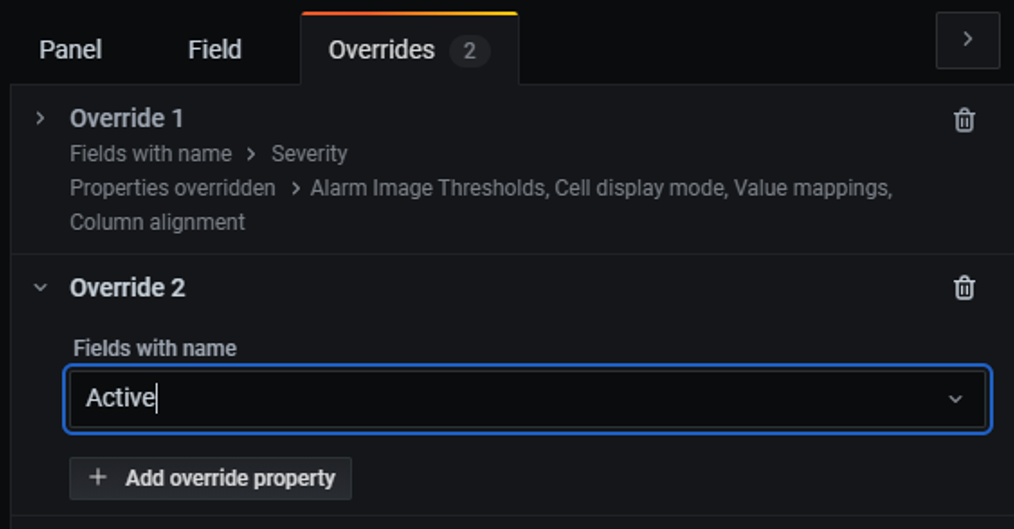 Panel Field Overrides 2
Override 1
Fields with name > Severity
Properties overridden > Alarm Image Thresholds, Cell display mode, Value mappings,
Column alignment
Override 2
Fields with name
Active
+ Add override property